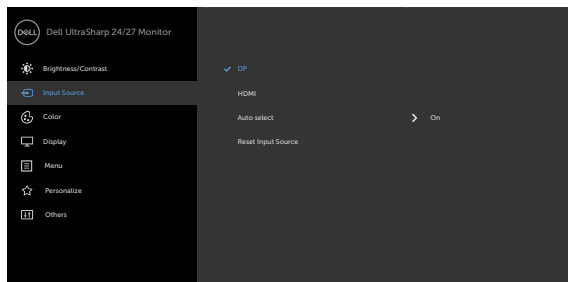 DELL Dell UltraSharp 24/27 Monitor
Brightness/Contrast
Input Source
Color
Display
Menu
Personalize
Others
DP
HDMI
Auto select On
Reset Input Source